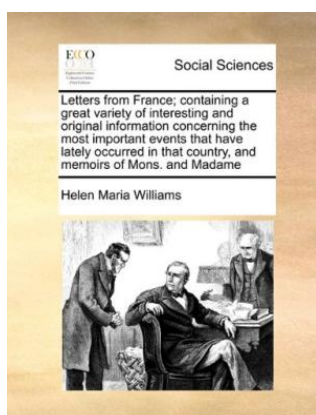 ECCO
Social Sciences
Letters from France; containing a
great variety of interesting and
original information concerning the
most important events that have
lately occurred in that country, and
memoirs of Mons. and Madame
Helen Maria Williams